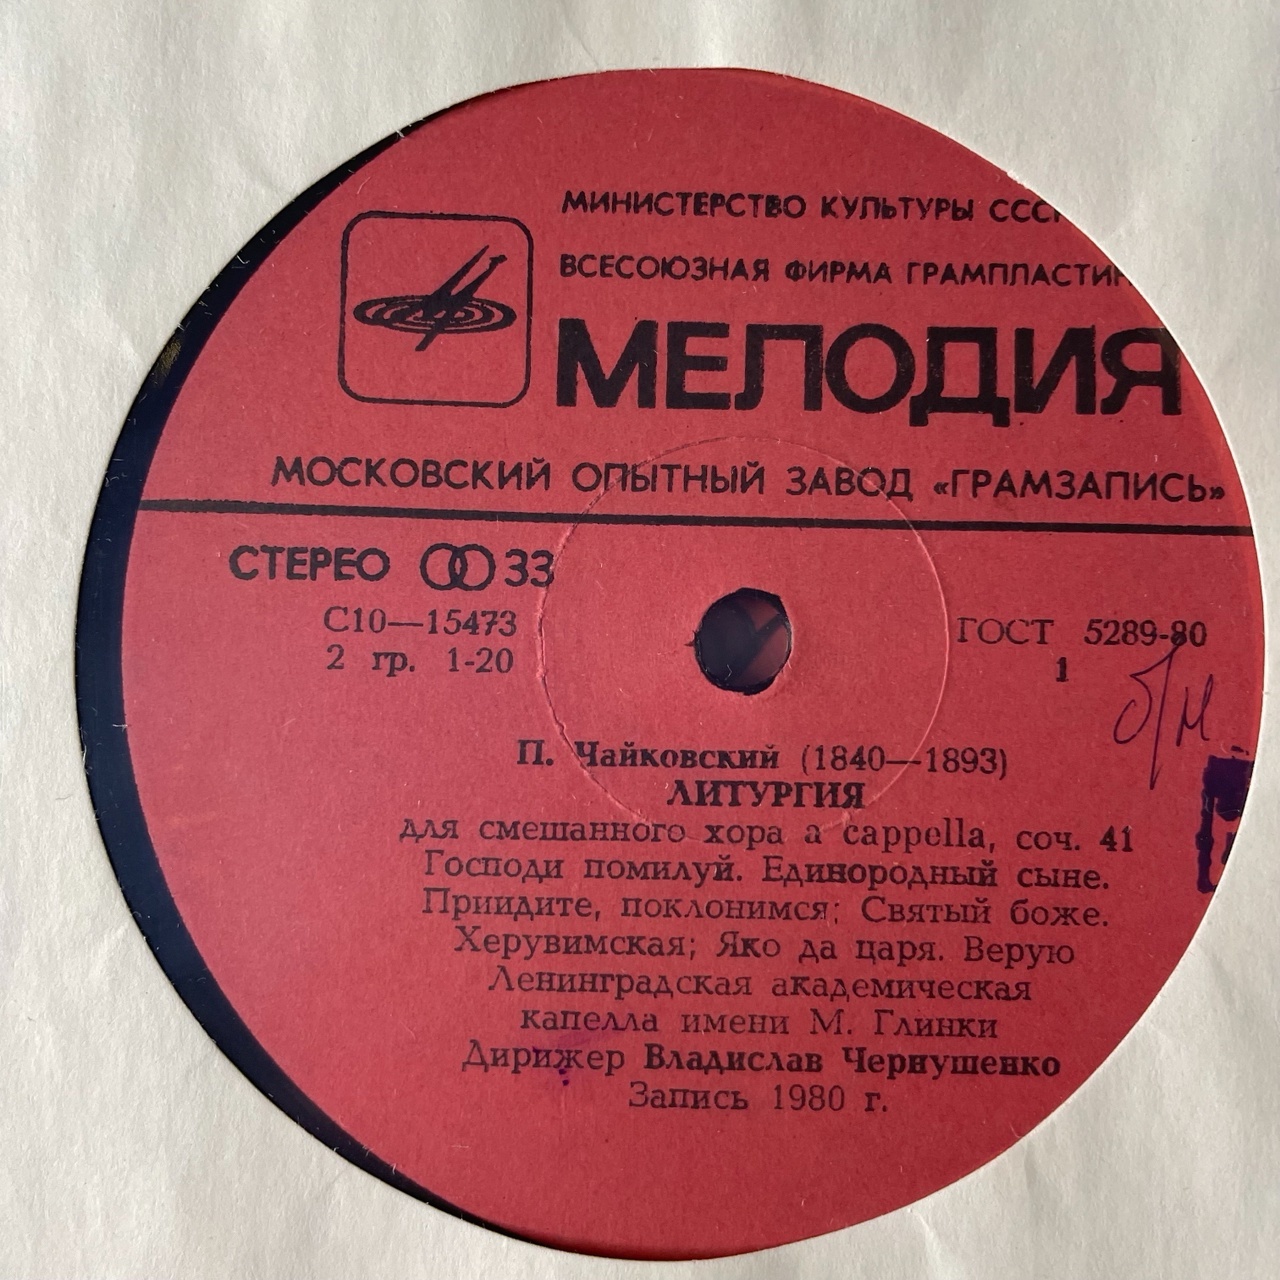 МИНИСТЕРСТВО КУЛЬТУРЫ СССР
ВСЕСОЮЗНАЯ ФИРМА ГРАМПЛАСТИН
МЕЛОДИЯ
МОСКОВСКИЙ ОПЫТНЫЙ ЗАВОД «ГРАМЗАПИСЬ»
СТЕРЕО 33
С10—15473
2 гр. 1-20
ГОСТ 5289-80
1
б/н
П. Чайковский (1840—1893)
ЛИТУРГИЯ
для смешанного хора a cappella, соч. 41
Господи помилуй. Единородный сыне.
Приидите, поклонимся; Святый боже.
Херувимская; Яко да царя. Верую
Ленинградская академическая
капелла имени М. Глинки
Дирижер Владислав Чернушенко
Запись 1980 г.